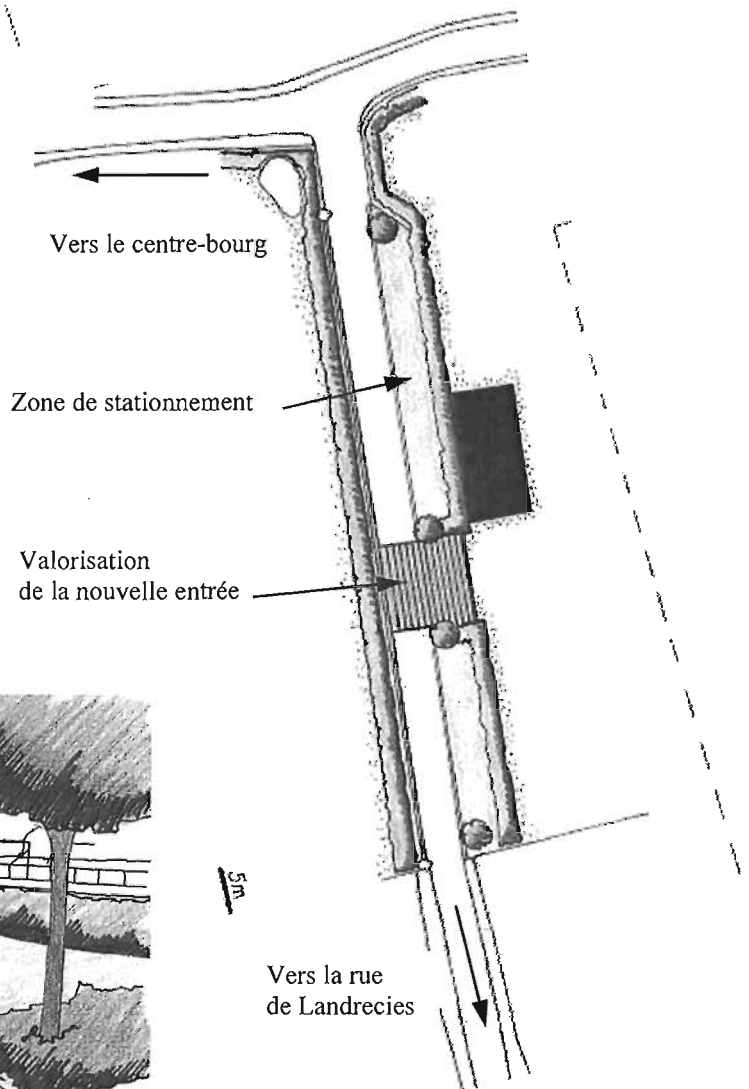 Vers le centre-bourg
Zone de stationnement
Valorisation
de la nouvelle entrée
5m
Vers la rue
de Landrecies